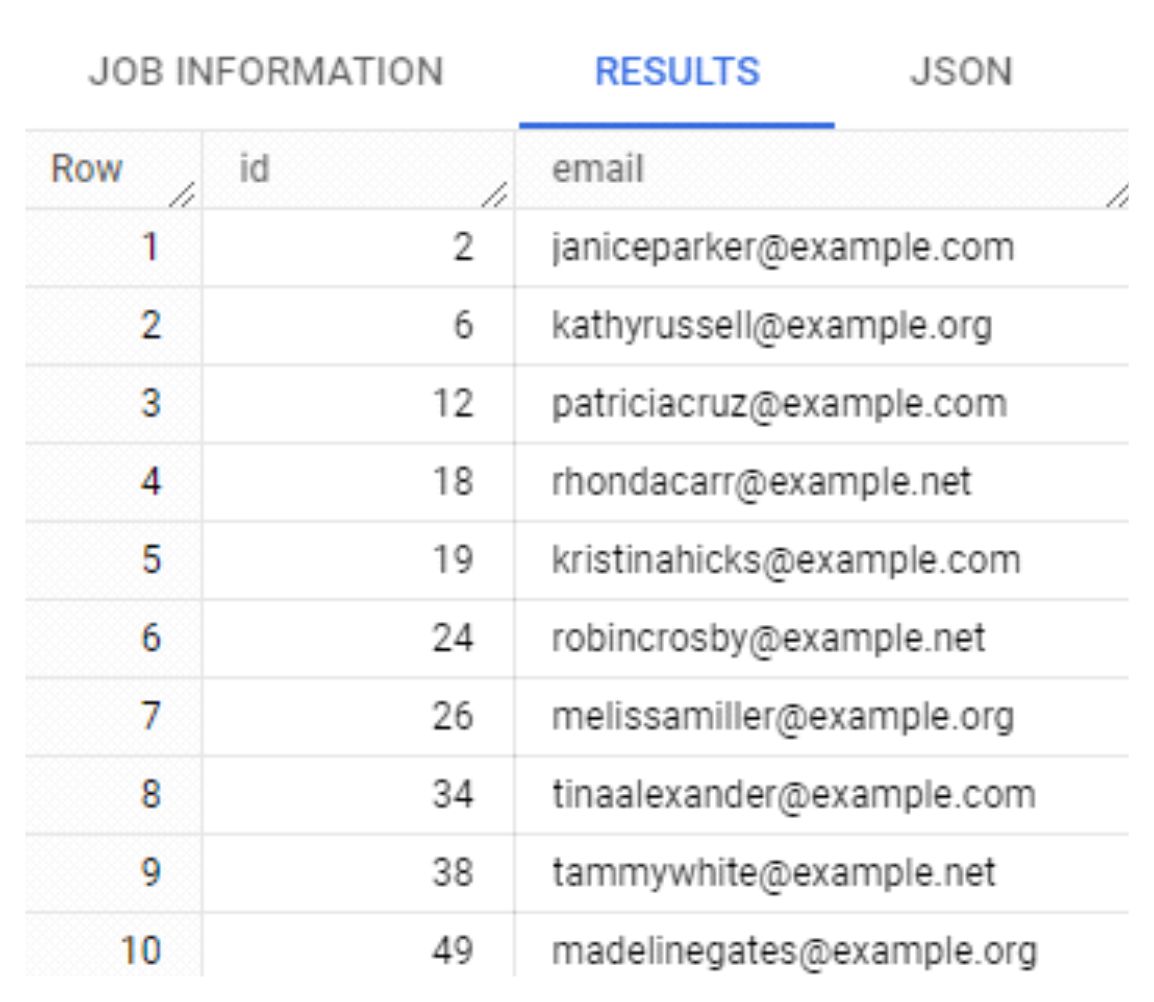 JOB INFORMATION RESULTS JSON
Row id email
1 2 janiceparker@example.com
2 6 kathyrussell@example.org
3 12 patriciacruz@example.com
4 18 rhondacarr@example.net
5 19 kristinahicks@example.com
6 24 robincrosby@example.net
7 26 melissamiller@example.org
8 34 tinaalexander@example.com
9 38 tammywhite@example.net
10 49 madelinegates@example.org